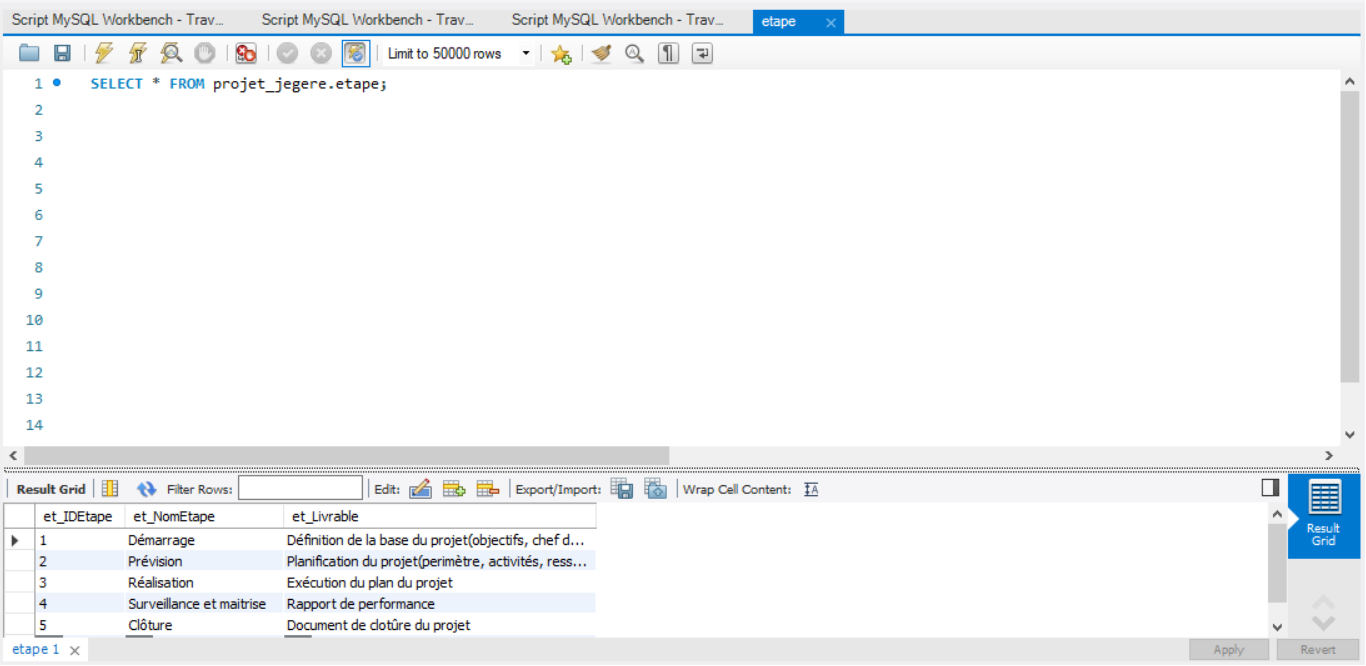 Script MySQL Workbench - Trav... Script MySQL Workbench - Trav... Script MySQL Workbench - Trav... etape
Limit to 50000 rows
1 SELECT * FROM projet_jegere.etape;
2
3
4
5
6
7
8
9
10
11
12
13
14
Result Grid Filter Rows: Edit: Export/Import: Wrap Cell Content:
Result Grid
et_IDEtape et_NomEtape et_Livrable
1 Démarrage Définition de la base du projet(objectifs, chef d...
2 Prévision Planification du projet(perimètre, activités, ress...
3 Réalisation Exécution du plan du projet
4 Surveillance et maitrise Rapport de performance
5 Clôture Document de clotûre du projet
etape 1 Apply Revert